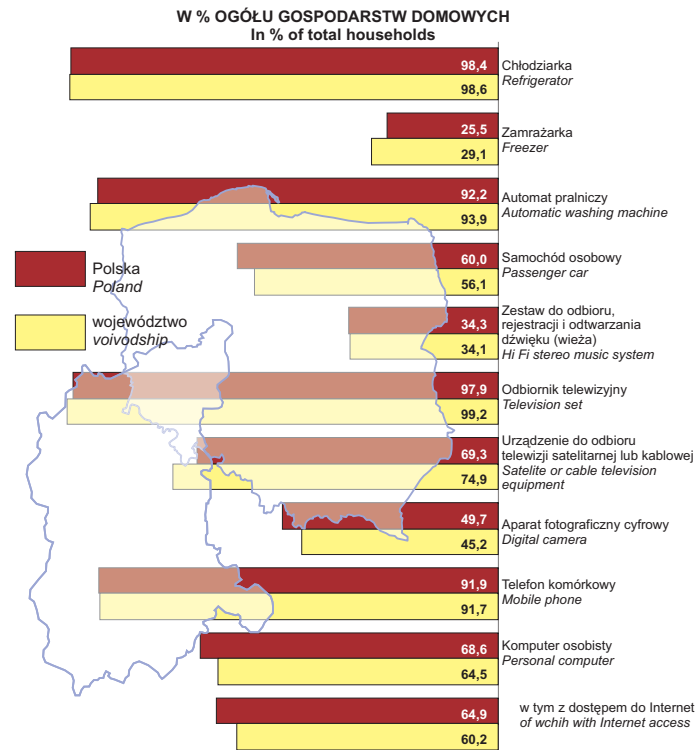 W % OGÓŁU GOSPODARSTW DOMOWYCH
In % of total households
98,4
98,6
Chłodziarka
Refrigerator
25,5
29,1
Zamrażarka
Freezer
92,2
93,9
Automat pralniczy
Automatic washing machine
Polska
Poland
województwo
voivodship
60,0
56,1
Samochód osobowy
Passenger car
34,3
34,1
Zestaw do odbioru,
rejestracji i odtwarzania
dźwięku (wieża)
Hi Fi stereo music system
97,9
99,2
Odbiornik telewizyjny
Television set
69,3
74,9
Urządzenie do odbioru
telewizji satelitarnej lub kablowej
Satelite or cable television
equipment
49,7
45,2
Aparat fotograficzny cyfrowy
Digital camera
91,9
91,7
Telefon komórkowy
Mobile phone
68,6
64,5
Komputer osobisty
Personal computer
64,9
60,2
w tym z dostępem do Internet
of wchih with Internet access